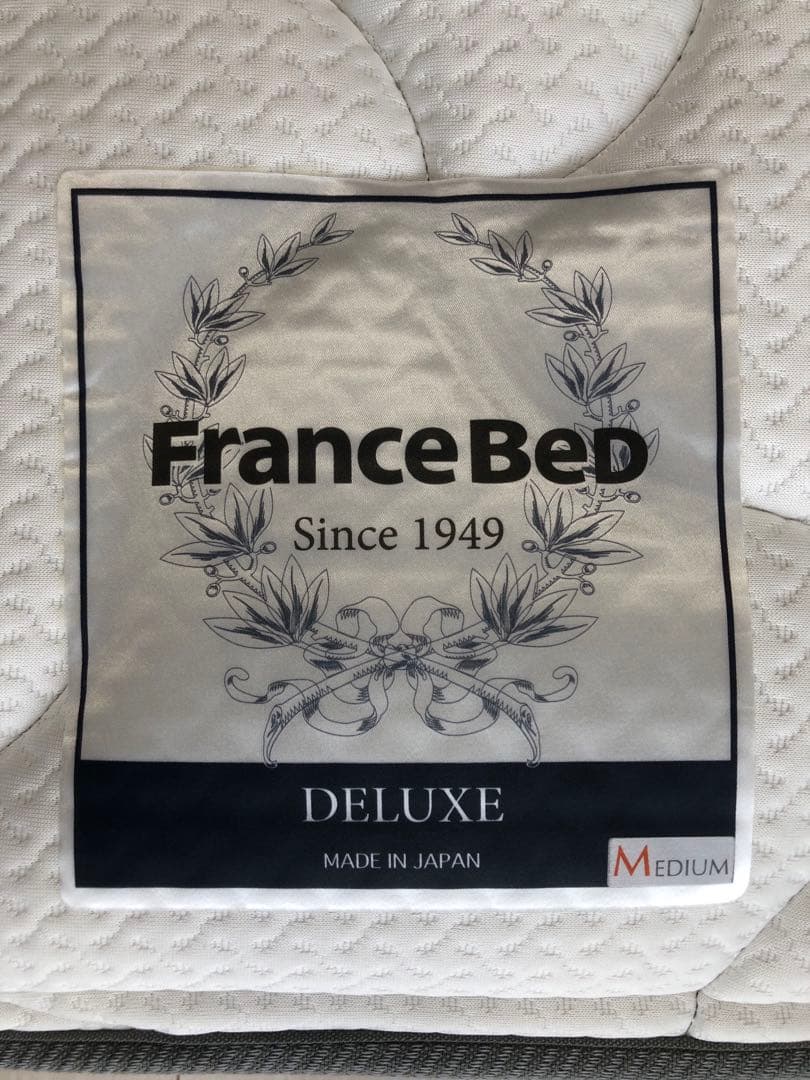 FranceBeD
Since 1949
DELUXE
MADE IN JAPAN
MEDIUM